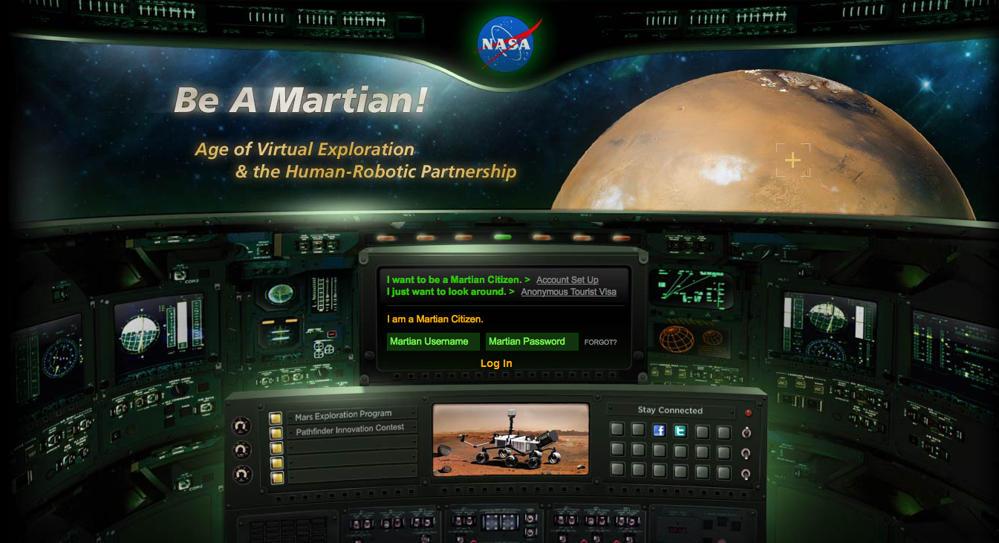 NASA
Be A Martian!
Age of Virtual Exploration
& the Human-Robotic Partnership
I want to be a Martian Citizen. > Account Set Up
I just want to look around. > Anonymous Tourist Visa
I am a Martian Citizen.
Martian Username Martian Password FORGOT?
Log In
Mars Exploration Program
Pathfinder Innovation Contest
Stay Connected
f t